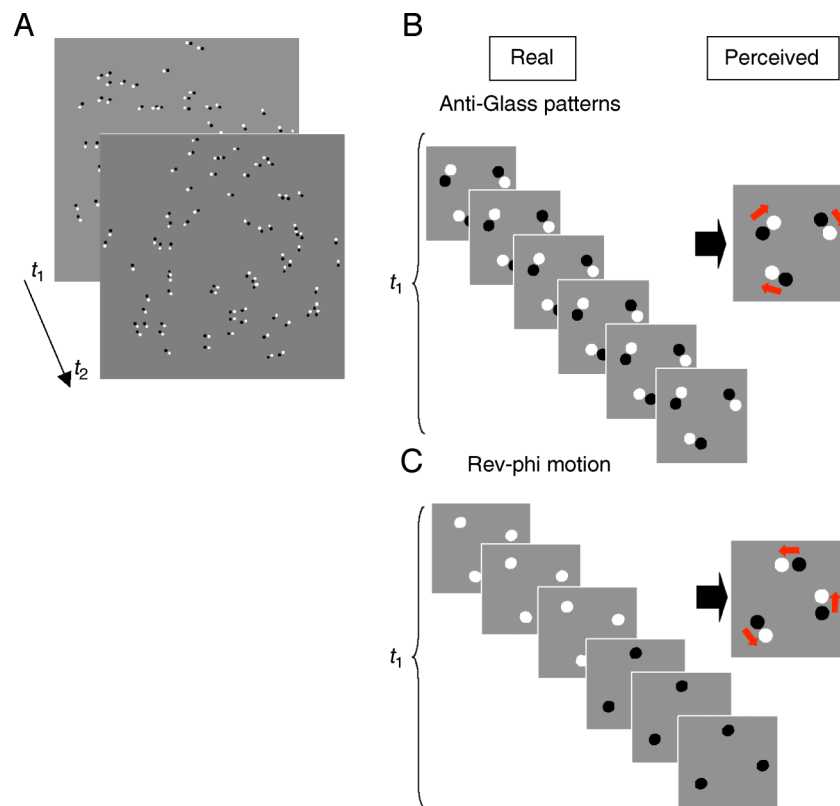 A
t1
t2
B
Real
Perceived
Anti-Glass patterns
t1
C
Rev-phi motion
t1